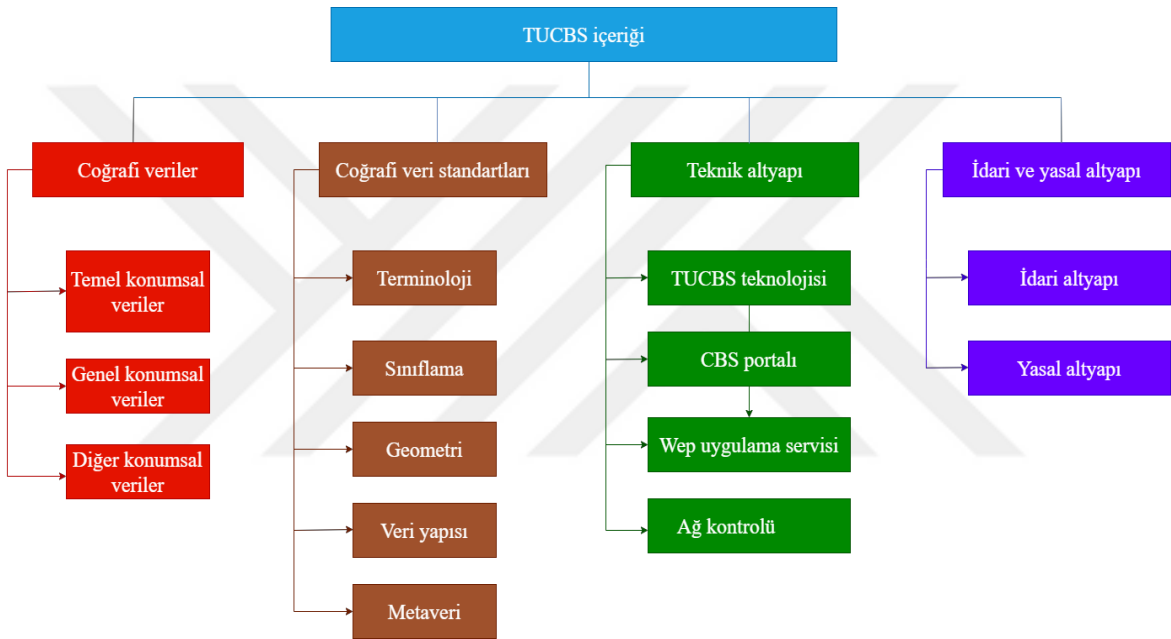 TUCBS içeriği
Coğrafi veriler
Temel konumsal
veriler
Genel konumsal
veriler
Diğer konumsal
veriler
Coğrafi veri standartları
Terminoloji
Sınıflama
Geometri
Veri yapısı
Metaveri
Teknik altyapı
TUCBS teknolojisi
CBS portalı
Wep uygulama servisi
Ağ kontrolü
İdari ve yasal altyapı
İdari altyapı
Yasal altyapı